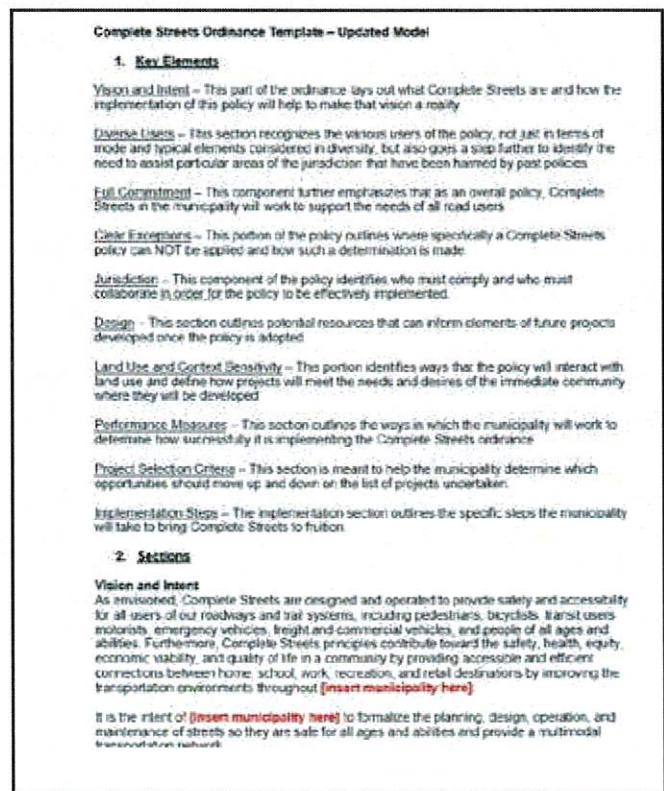 Complete Streets Ordinance Template – Updated Model
1. Key Elements
Vision and Intent – This part of the ordinance lays out what Complete Streets are and how the
implementation of this policy will help to make that vision a reality
Diverse Users – This section recognizes the various users of the policy, not just in terms of
mode and typical elements considered in diversity, but also goes a step further to identify the
need to assist particular areas of the jurisdiction that have been harmed by past policies
Full Commitment – This component further emphasizes that as an overall policy, Complete
Streets in the municipality will work to support the needs of all road users
Clear Exceptions – This portion of the policy outlines where specifically a Complete Streets
policy can NOT be applied and how such a determination is made
Jurisdiction – This component of the policy identifies who must comply and who must
collaborate in order for the policy to be effectively implemented.
Design – This section outlines potential resources that can inform elements of future projects
developed once the policy is adopted
Land Use and Context Sensitivity – This portion identifies ways that the policy will interact with
land use and define how projects will meet the needs and desires of the immediate community
where they will be developed
Performance Measures – This section outlines the ways in which the municipality will work to
determine how successfully it is implementing the Complete Streets ordinance
Project Selection Criteria – This section is meant to help the municipality determine which
opportunities should move up and down on the list of projects undertaken.
Implementation Steps – The implementation section outlines the specific steps the municipality
will take to bring Complete Streets to fruition
2. Sections
Vision and Intent
As envisioned, Complete Streets are designed and operated to provide safety and accessibility
for all users of our roadways and trail systems, including pedestrians, bicyclists, transit users
motorists, emergency vehicles, freight and commercial vehicles, and people of all ages and
abilities. Furthermore, Complete Streets principles contribute toward the safety, health, equity,
economic viability, and quality of life in a community by providing accessible and efficient
connections between home, school, work, recreation, and retail destinations by improving the
transportation environments throughout [insert municipality here]
It is the intent of [insert municipality here] to formalize the planning, design, operation, and
maintenance of streets so they are safe for all ages and abilities and provide a multimodal
transportation network